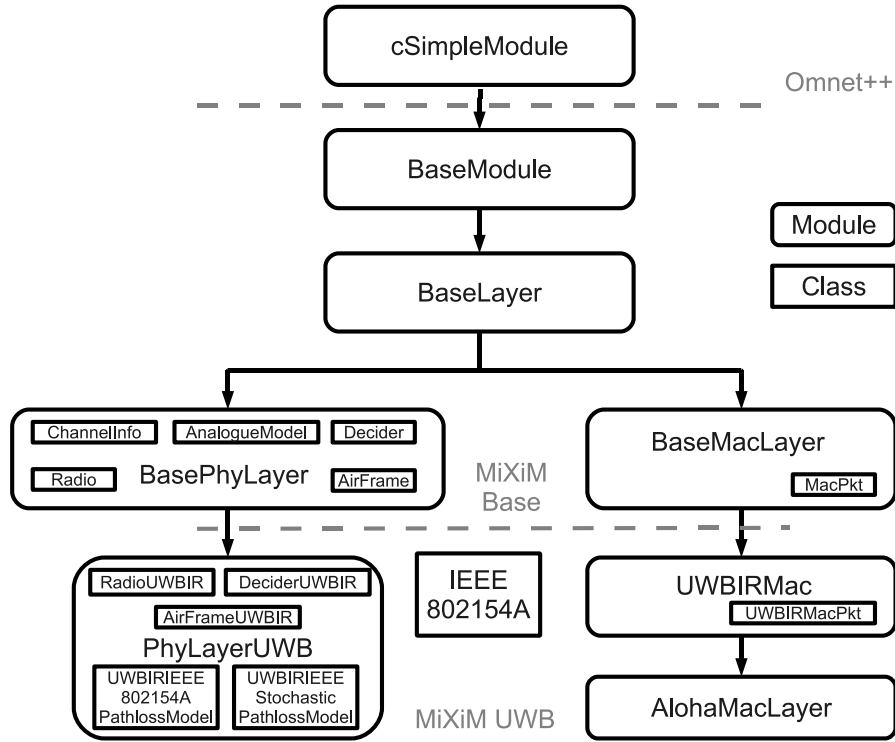 cSimpleModule
Omnet++
BaseModule
Module
BaseLayer
Class
ChannelInfo
AnalogueModel
Decider
BasePhyLayer
Radio
AirFrame
MiXiM
Base
BaseMacLayer
MacPkt
RadioUWBIR
DeciderUWBIR
AirFrameUWBIR
PhyLayerUWB
UWBIRIEEE
802154A
PathlossModel
UWBIRIEEE
Stochastic
PathlossModel
IEEE
802154A
MiXiM UWB
UWBIRMac
UWBIRMacPkt
AlohaMacLayer